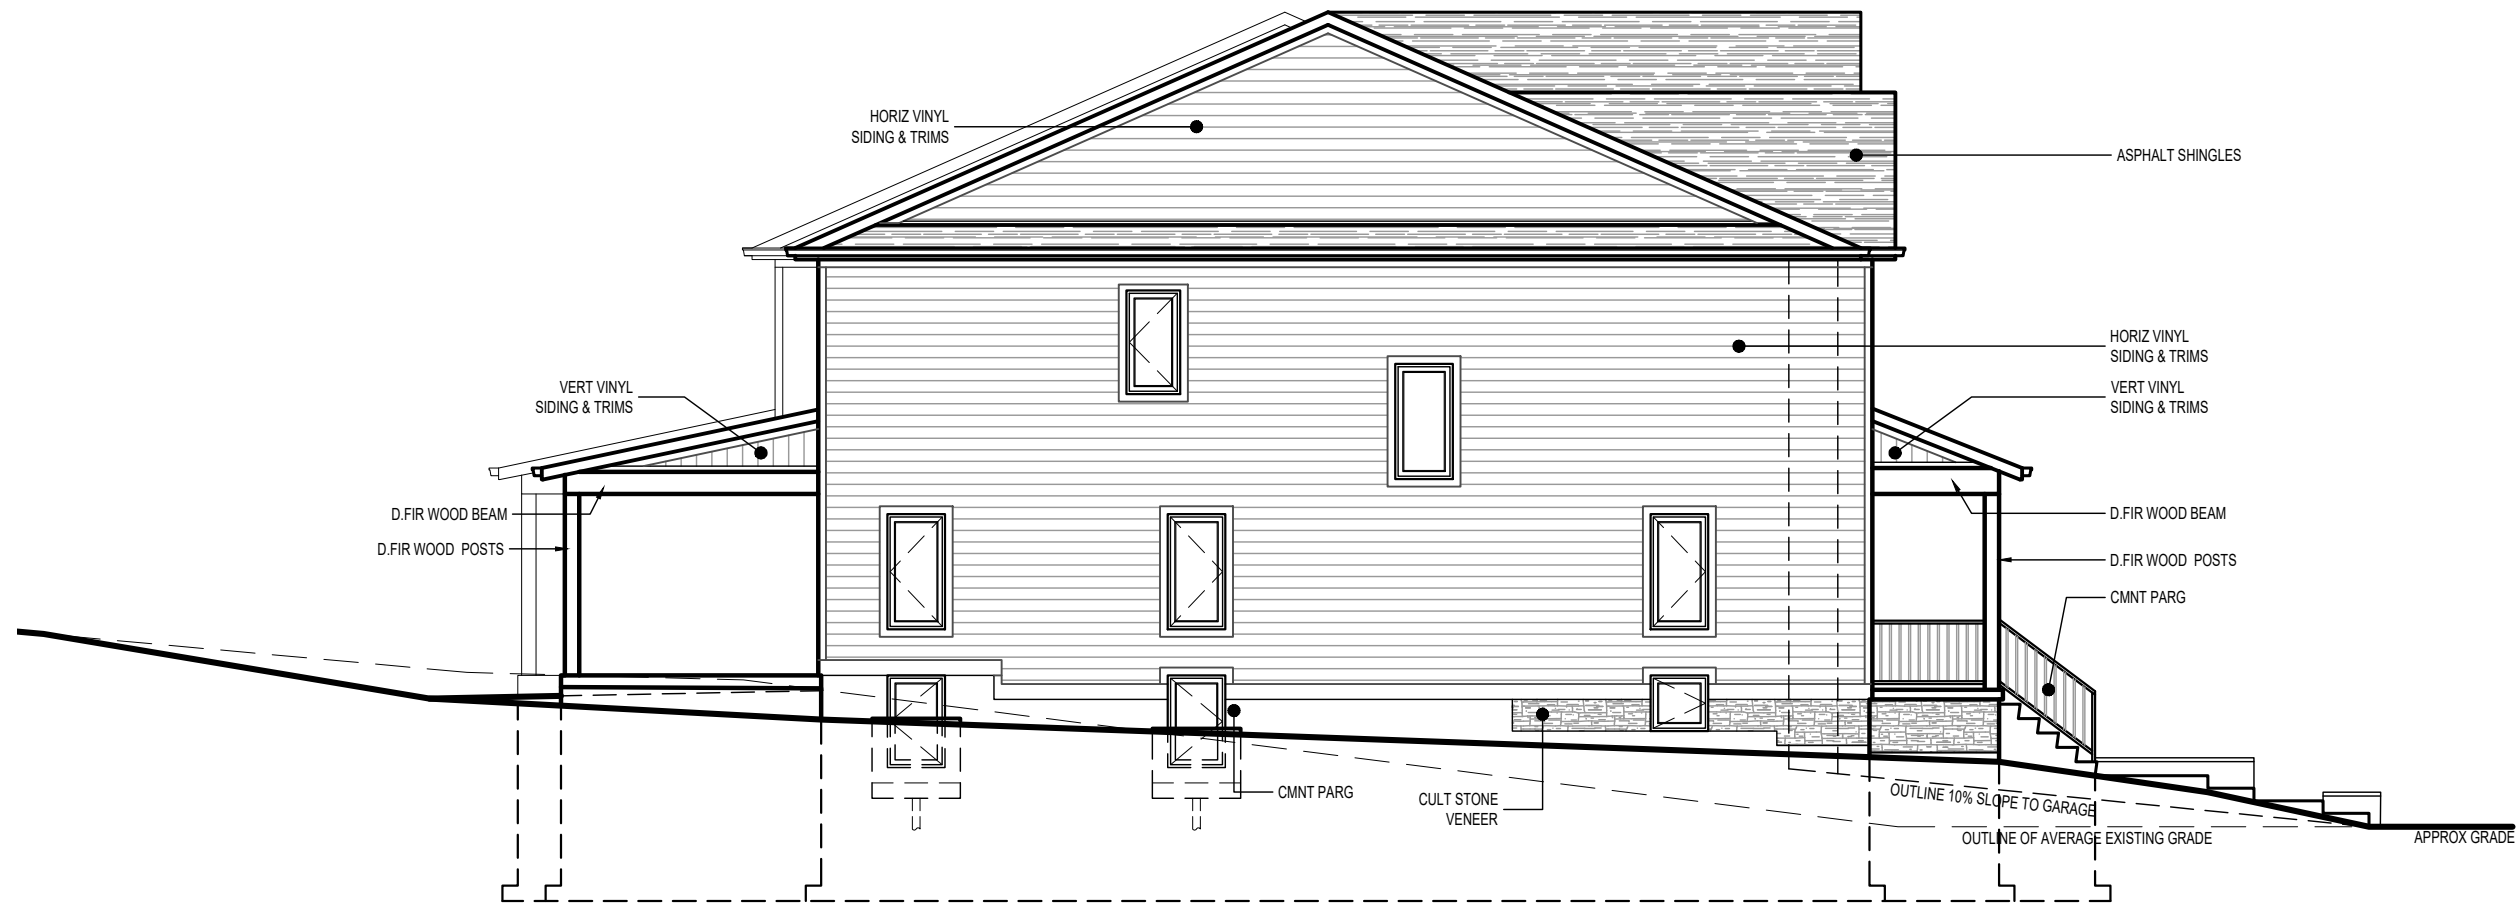 HORIZ VINYL
SIDING & TRIMS
ASPHALT SHINGLES
HORIZ VINYL
SIDING & TRIMS
VERT VINYL
SIDING & TRIMS
VERT VINYL
SIDING & TRIMS
D.FIR WOOD BEAM
D.FIR WOOD BEAM
D.FIR WOOD POSTS
D.FIR WOOD POSTS
CMNT PARG
CMNT PARG
CULT STONE
VENEER
OUTLINE 10% SLOPE TO GARAGE
OUTLINE OF AVERAGE EXISTING GRADE
APPROX GRADE